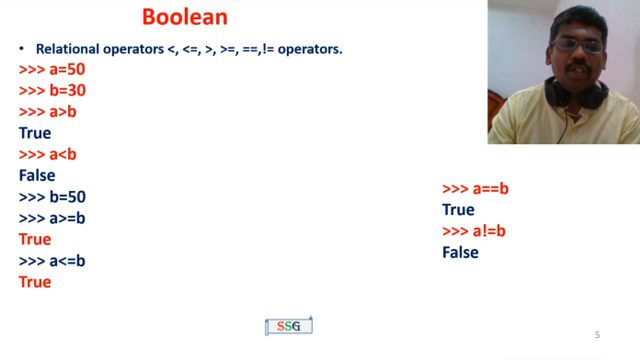 Boolean
• Relational operators <, <=, >, >=, ==,!= operators.
>>> a=50
>>> b=30
>>> a>b
True
>>> a<b
False
>>> b=50
>>> a>=b
True
>>> a<=b
True
>>> a==b
True
>>> a!=b
False
SSG
5